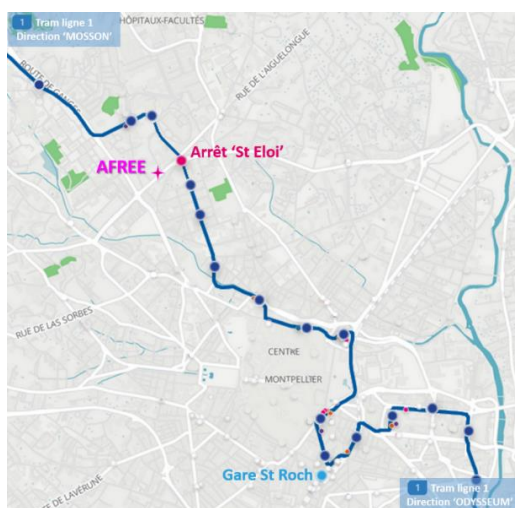 1 Tram ligne 1
Direction ‘MOSSON’
HÔPITAUX-FACULTÉS
ROUTE DE GANGES
RUE DE L'AIGUELONGUE
Arrêt ‘St Eloi’
AFREE
RUE DE LAS SORBES
CENTRE
MONTPELLIER
Gare St Roch
DE LAVÉRUNE
1 Tram ligne 1
Direction ‘ODYSSEUM’